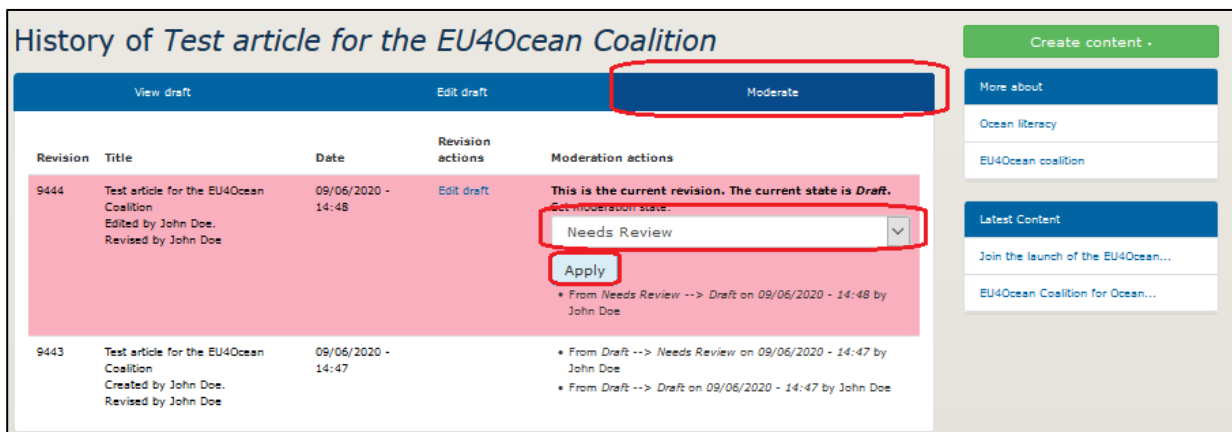 History of Test article for the EU4Ocean Coalition
Create content
View draft
Edit draft
Moderate
More about
Ocean literacy
EU4Ocean coalition
Revision Title Date Revision actions Moderation actions
9444
Test article for the EU4Ocean
Coalition
Edited by John Doe.
Revised by John Doe
09/06/2020 -
14:48
Edit draft
This is the current revision. The current state is Draft.
Set moderation state:
Needs Review
Apply
• From Needs Review --> Draft on 09/06/2020 - 14:48 by
John Doe
9443
Test article for the EU4Ocean
Coalition
Created by John Doe.
Revised by John Doe
09/06/2020 -
14:47
• From Draft --> Needs Review on 09/06/2020 - 14:47 by
John Doe
• From Draft --> Draft on 09/06/2020 - 14:47 by John Doe
Latest Content
Join the launch of the EU4Ocean...
EU4Ocean Coalition for Ocean...